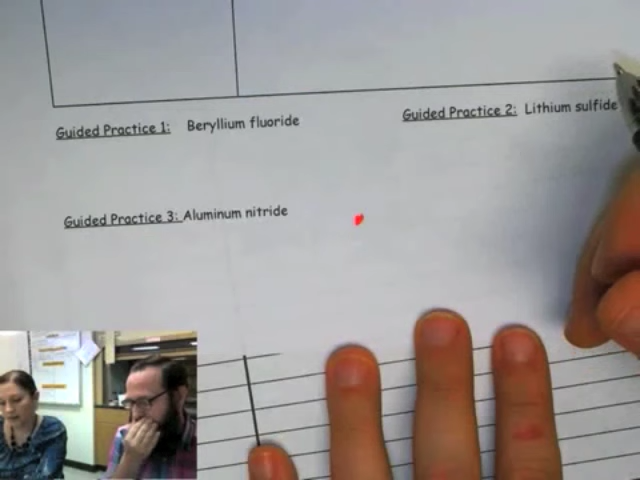 Guided Practice 1: Beryllium fluoride
Guided Practice 2: Lithium sulfide
Guided Practice 3: Aluminum nitride